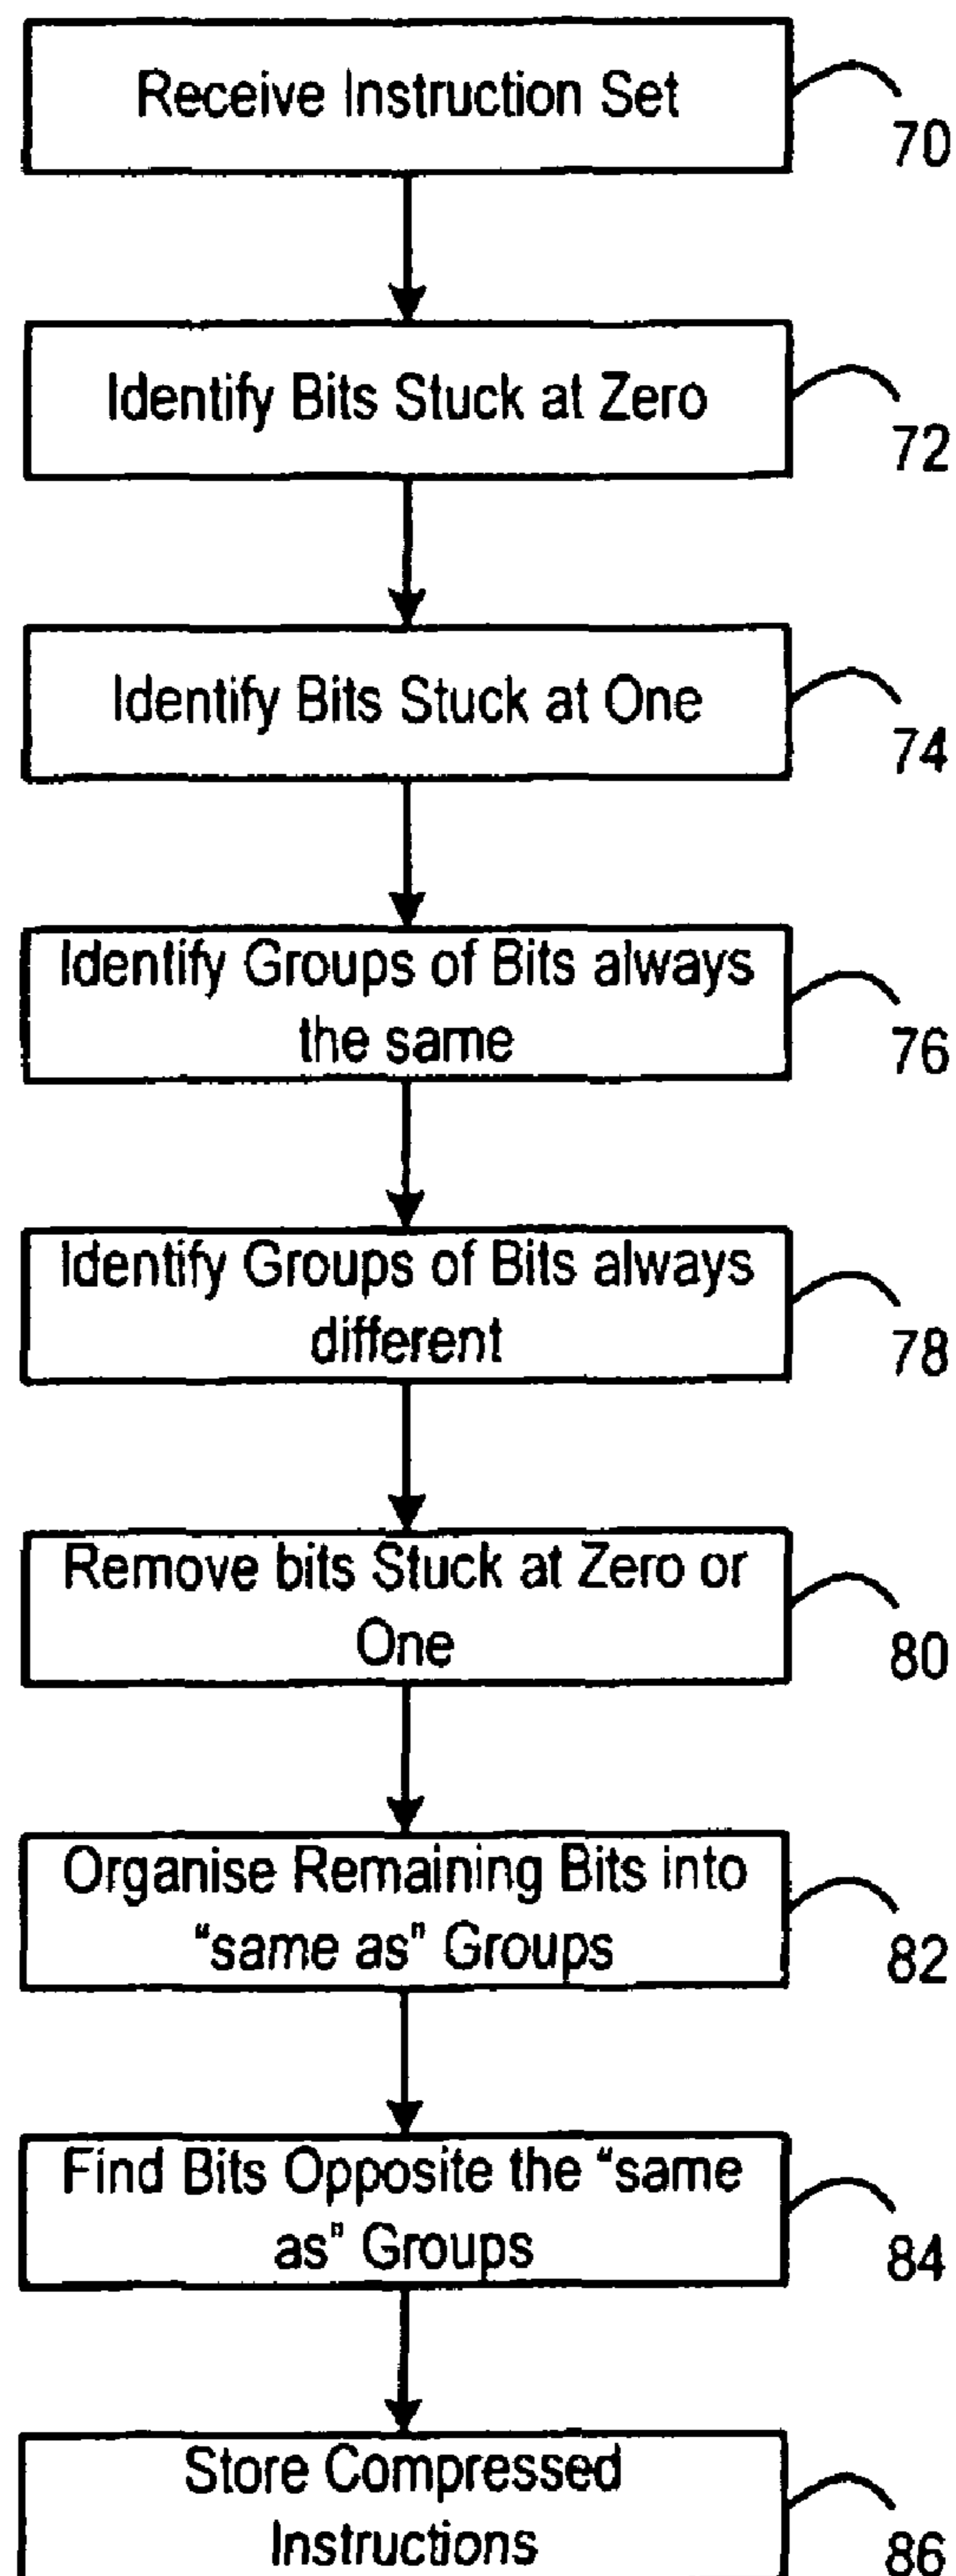 Receive Instruction Set
70
Identify Bits Stuck at Zero
72
Identify Bits Stuck at One
74
Identify Groups of Bits always
the same
76
Identify Groups of Bits always
different
78
Remove bits Stuck at Zero or
One
80
Organise Remaining Bits into
"same as" Groups
82
Find Bits Opposite the "same
as" Groups
84
Store Compressed
Instructions
86